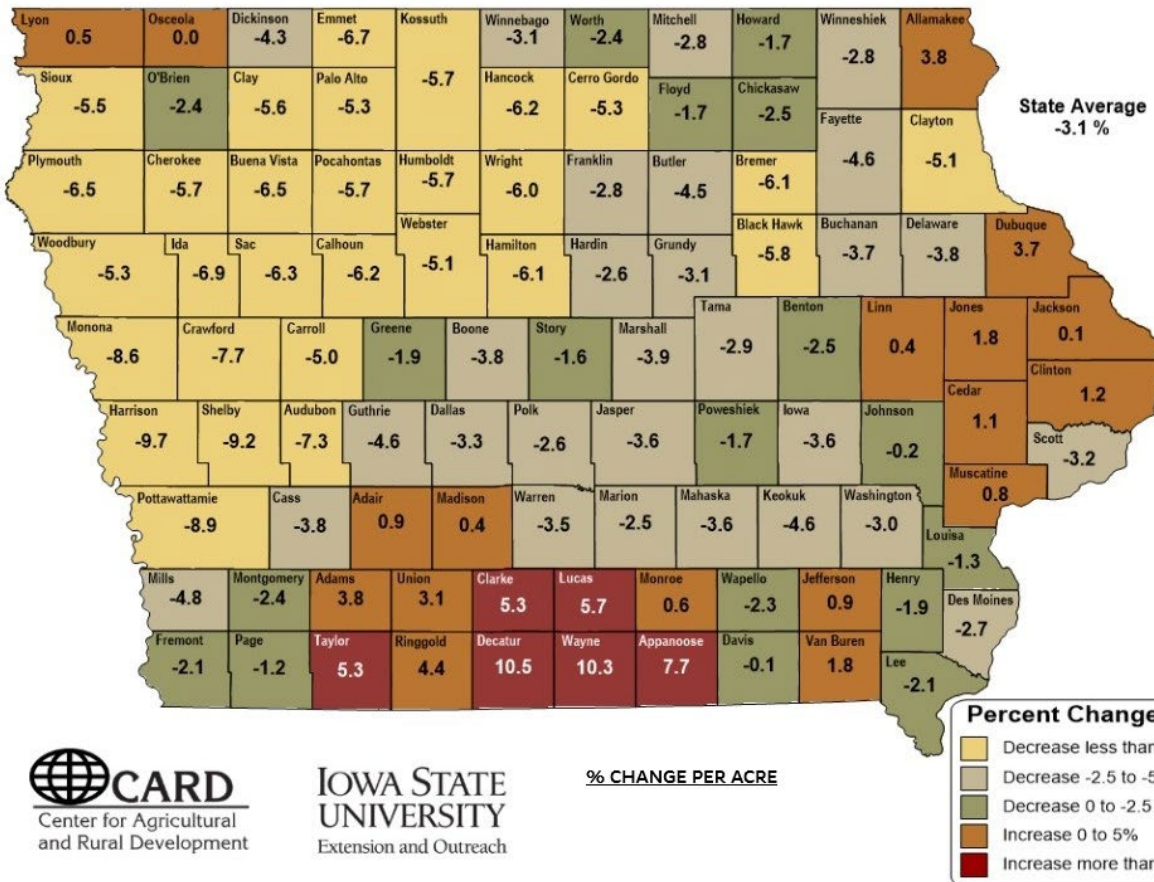 Lyon
0.5
Osceola
0.0
Dickinson
-4.3
Emmet
-6.7
Kossuth
-5.7
Winnebago
-3.1
Worth
-2.4
Mitchell
-2.8
Howard
-1.7
Winneshiek
-2.8
Allamakee
3.8
Sioux
-5.5
O'Brien
-2.4
Clay
-5.6
Palo Alto
-5.3
Hancock
-6.2
Cerro Gordo
-5.3
Floyd
-1.7
Chickasaw
-2.5
Fayette
-4.6
Clayton
-5.1
State Average
-3.1 %
Plymouth
-6.5
Cherokee
-5.7
Buena Vista
-6.5
Pocahontas
-5.7
Humboldt
-5.7
Wright
-6.0
Franklin
-2.8
Butler
-4.5
Bremer
-6.1
Woodbury
-5.3
Ida
-6.9
Sac
-6.3
Calhoun
-6.2
Webster
-5.1
Hamilton
-6.1
Hardin
-2.6
Grundy
-3.1
Black Hawk
-5.8
Buchanan
-3.7
Delaware
-3.8
Dubuque
3.7
Monona
-8.6
Crawford
-7.7
Carroll
-5.0
Greene
-1.9
Boone
-3.8
Story
-1.6
Marshall
-3.9
Tama
-2.9
Benton
-2.5
Linn
0.4
Jones
1.8
Jackson
0.1
Clinton
1.2
Harrison
-9.7
Shelby
-9.2
Audubon
-7.3
Guthrie
-4.6
Dallas
-3.3
Polk
-2.6
Jasper
-3.6
Poweshiek
-1.7
Iowa
-3.6
Johnson
-0.2
Cedar
1.1
Scott
-3.2
Muscatine
0.8
Pottawattamie
-8.9
Cass
-3.8
Adair
0.9
Madison
0.4
Warren
-3.5
Marion
-2.5
Mahaska
-3.6
Keokuk
-4.6
Washington
-3.0
Louisa
-1.3
Mills
-4.8
Montgomery
-2.4
Adams
3.8
Union
3.1
Clarke
5.3
Lucas
5.7
Monroe
0.6
Wapello
-2.3
Jefferson
0.9
Henry
-1.9
Des Moines
-2.7
Fremont
-2.1
Page
-1.2
Taylor
5.3
Ringgold
4.4
Decatur
10.5
Wayne
10.3
Appanoose
7.7
Davis
-0.1
Van Buren
1.8
Lee
-2.1
CARD
Center for Agricultural
and Rural Development
IOWA STATE
UNIVERSITY
Extension and Outreach
% CHANGE PER ACRE
Percent Change
Decrease less than
Decrease -2.5 to -5
Decrease 0 to -2.5
Increase 0 to 5%
Increase more than